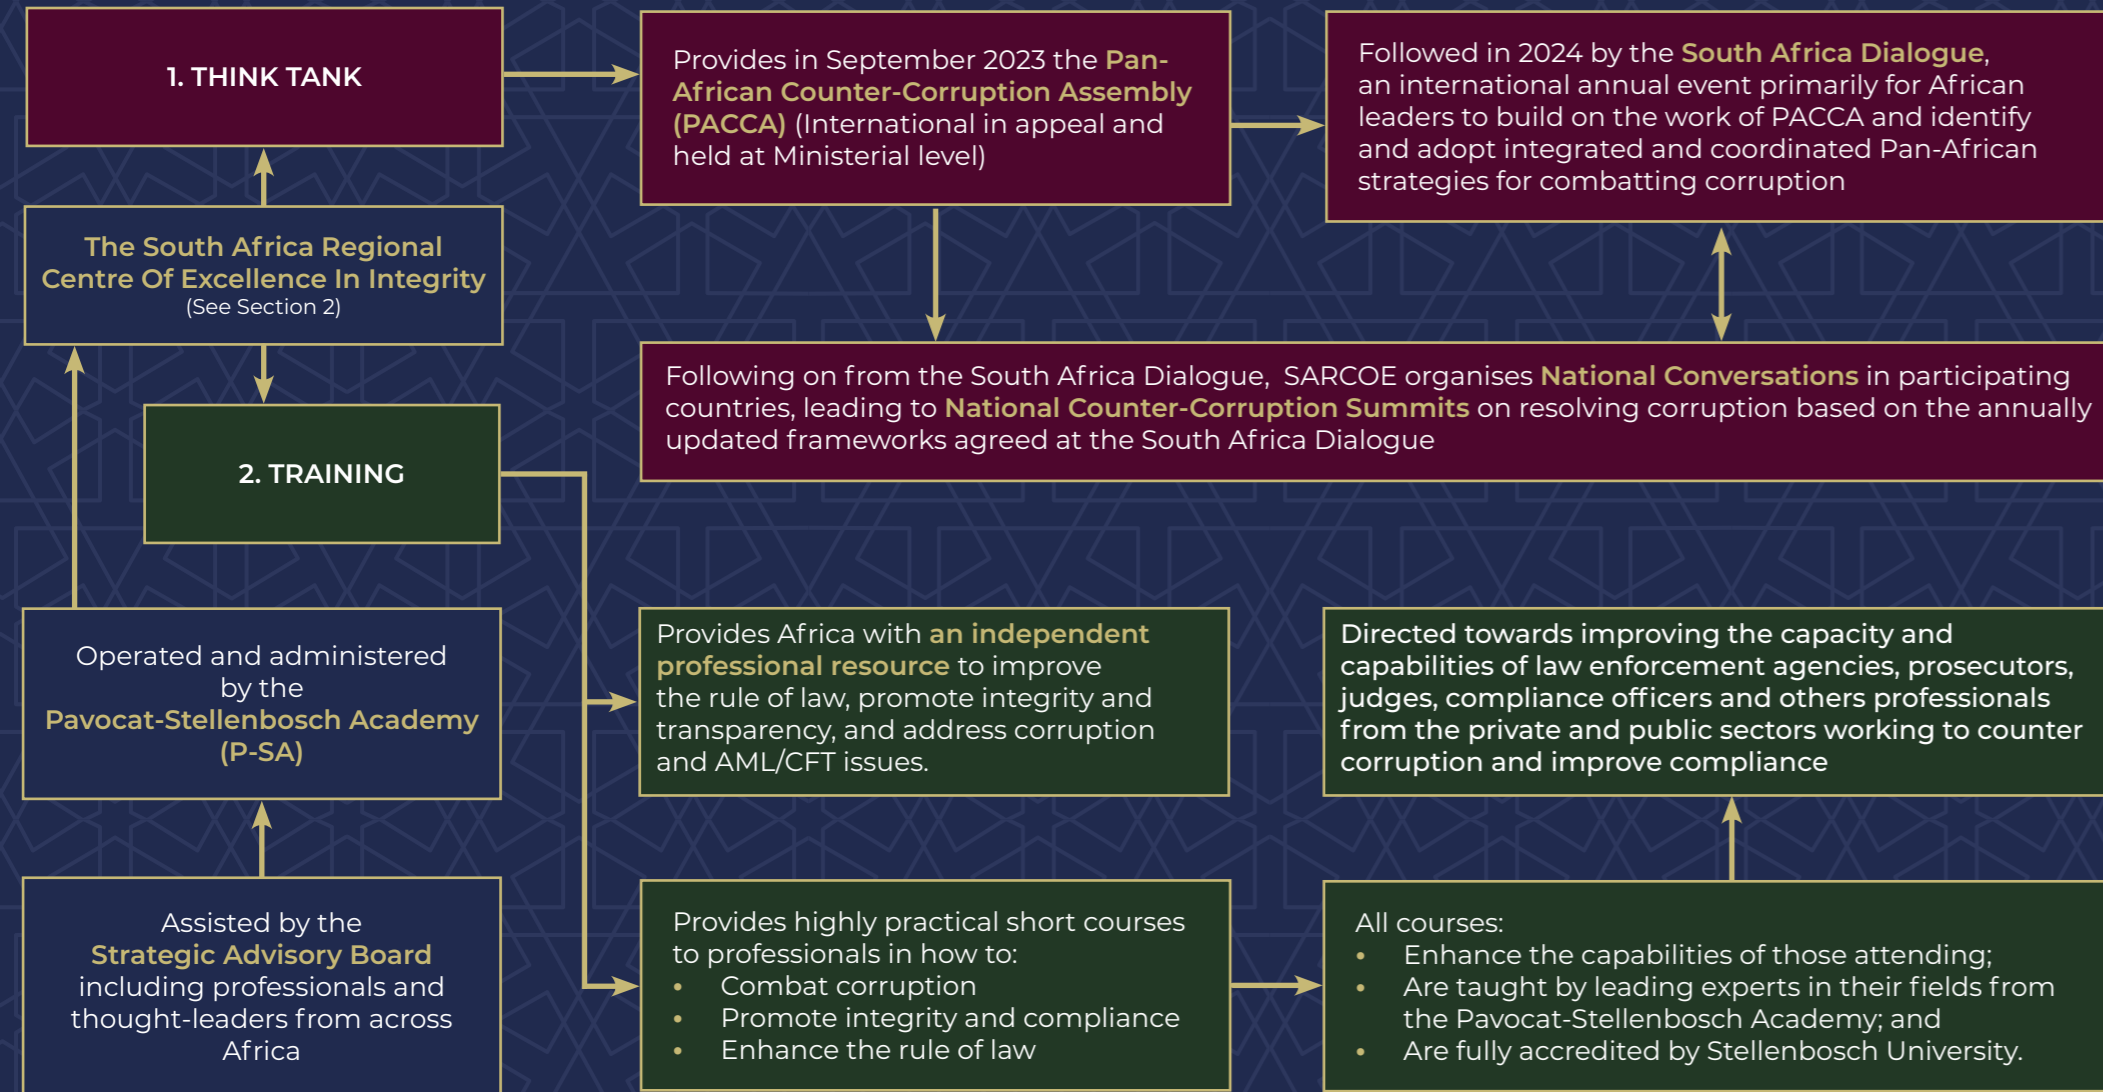 1. THINK TANK
Provides in September 2023 the Pan-
African Counter-Corruption Assembly
(PACCA) (International in appeal and
held at Ministerial level)
Followed in 2024 by the South Africa Dialogue,
an international annual event primarily for African
leaders to build on the work of PACCA and identify
and adopt integrated and coordinated Pan-African
strategies for combatting corruption
The South Africa Regional
Centre Of Excellence In Integrity
(See Section 2)
Following on from the South Africa Dialogue, SARCOE organises National Conversations in participating
countries, leading to National Counter-Corruption Summits on resolving corruption based on the annually
updated frameworks agreed at the South Africa Dialogue
2. TRAINING
Operated and administered
by the
Pavocat-Stellenbosch Academy
(P-SA)
Provides Africa with an independent
professional resource to improve
the rule of law, promote integrity and
transparency, and address corruption
and AML/CFT issues.
Directed towards improving the capacity and
capabilities of law enforcement agencies, prosecutors,
judges, compliance officers and others professionals
from the private and public sectors working to counter
corruption and improve compliance
Assisted by the
Strategic Advisory Board
including professionals and
thought-leaders from across
Africa
Provides highly practical short courses
to professionals in how to:
• Combat corruption
• Promote integrity and compliance
• Enhance the rule of law
All courses:
• Enhance the capabilities of those attending;
• Are taught by leading experts in their fields from
the Pavocat-Stellenbosch Academy; and
• Are fully accredited by Stellenbosch University.